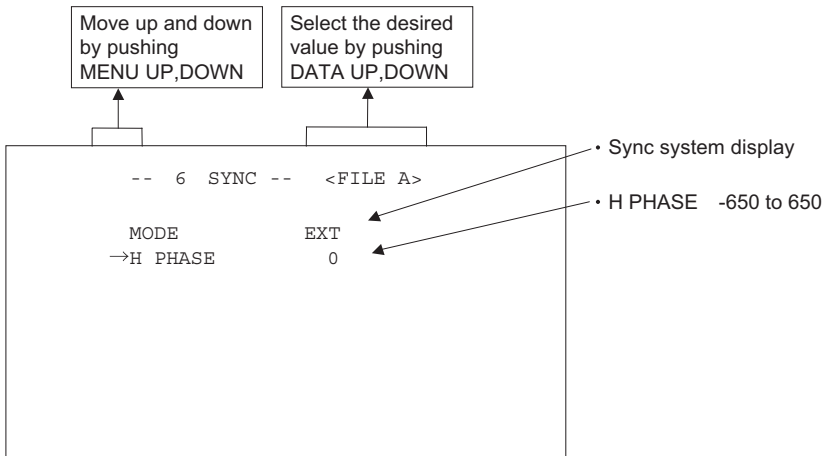 Move up and down
by pushing
MENU UP,DOWN
Select the desired
value by pushing
DATA UP,DOWN
-- 6 SYNC -- <FILE A>
・Sync system display
・H PHASE -650 to 650
MODE EXT
→H PHASE 0